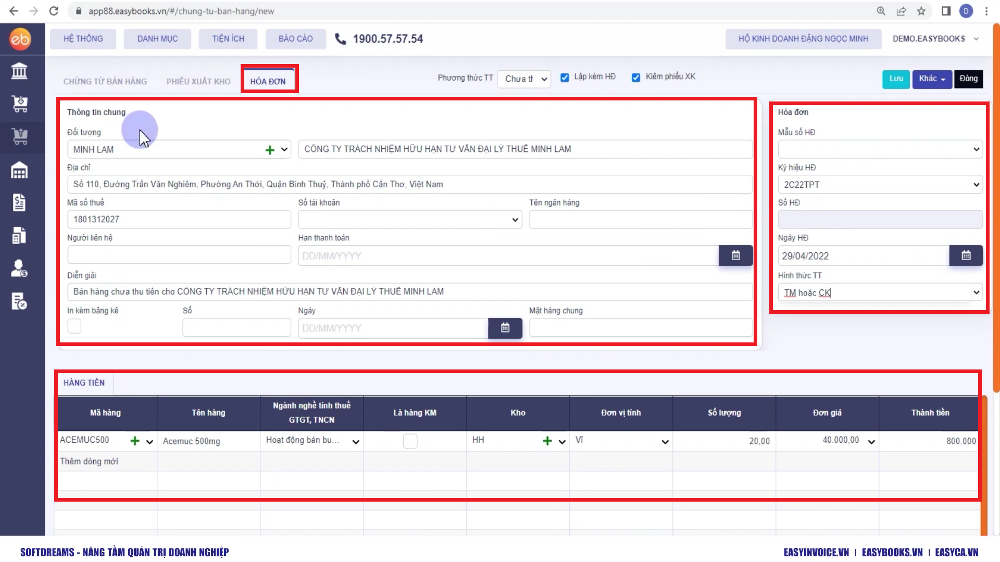 app88.easybooks.vn/#/chung-tu-ban-hang/new
D
eb
HỆ THỐNG
DANH MỤC
TIỆN ÍCH
BÁO CÁO
1900.57.57.54
HỘ KINH DOANH ĐẶNG NGỌC MINH
DEMO.EASYBOOKS
CHỨNG TỪ BÁN HÀNG
PHIẾU XUẤT KHO
HÓA ĐƠN
Phương thức TT
Chưa th
Lập kèm HĐ
Kiêm phiếu XK
Lưu
Khác
Đóng
Thông tin chung
Đối tượng
MINH LAM
CÔNG TY TRÁCH NHIỆM HỮU HẠN TƯ VẤN ĐẠI LÝ THUẾ MINH LAM
Địa chỉ
Số 110, Đường Trần Văn Nghiêm, Phường An Thới, Quận Bình Thuỷ, Thành phố Cần Thơ, Việt Nam
Mã số thuế
Số tài khoản
Tên ngân hàng
1801312027
Người liên hệ
Hạn thanh toán
DD/MM/YYYY
Diễn giải
Bán hàng chưa thu tiền cho CÔNG TY TRÁCH NHIỆM HỮU HẠN TƯ VẤN ĐẠI LÝ THUẾ MINH LAM
In kèm bảng kê
Số
Ngày
Mặt hàng chung
DD/MM/YYYY
Hóa đơn
Mẫu số HĐ
Ký hiệu HĐ
2C22TPT
Số HĐ
Ngày HĐ
29/04/2022
Hình thức TT
TM hoặc CK
HÀNG TIỀN
Mã hàng
Tên hàng
Ngành nghề tính thuế
GTGT, TNCN
Là hàng KM
Kho
Đơn vị tính
Số lượng
Đơn giá
Thành tiền
ACEMUC500
Acemuc 500mg
Hoạt động bán bu...
HH
Vỉ
20,00
40.000,00
800.000
Thêm dòng mới
SOFTDREAMS - NÂNG TẦM QUẢN TRỊ DOANH NGHIỆP
EASYINVOICE.VN | EASYBOOKS.VN | EASYCA.VN